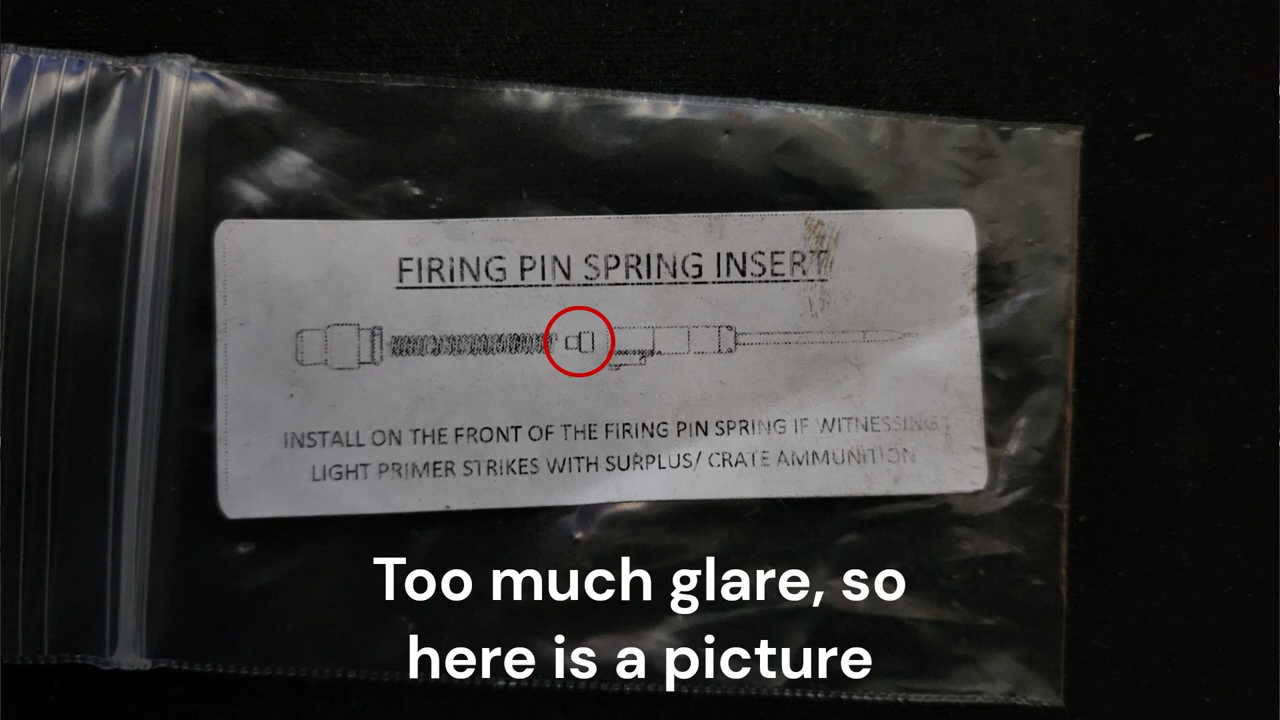 FIRING PIN SPRING INSERT
INSTALL ON THE FRONT OF THE FIRING PIN SPRING IF WITNESSING
LIGHT PRIMER STRIKES WITH SURPLUS/ CRATE AMMUNITION
Too much glare, so
here is a picture